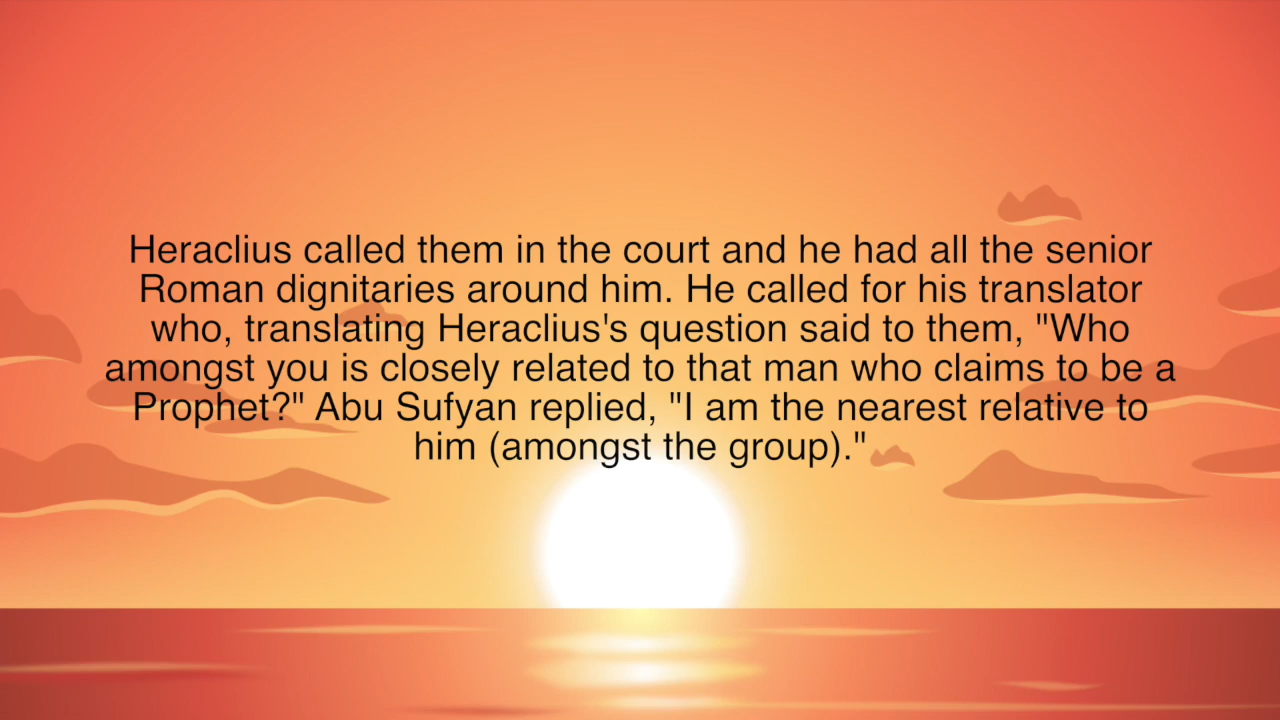 Heraclius called them in the court and he had all the senior
Roman dignitaries around him. He called for his translator
who, translating Heraclius's question said to them, "Who
amongst you is closely related to that man who claims to be a
Prophet?" Abu Sufyan replied, "I am the nearest relative to
him (amongst the group)."